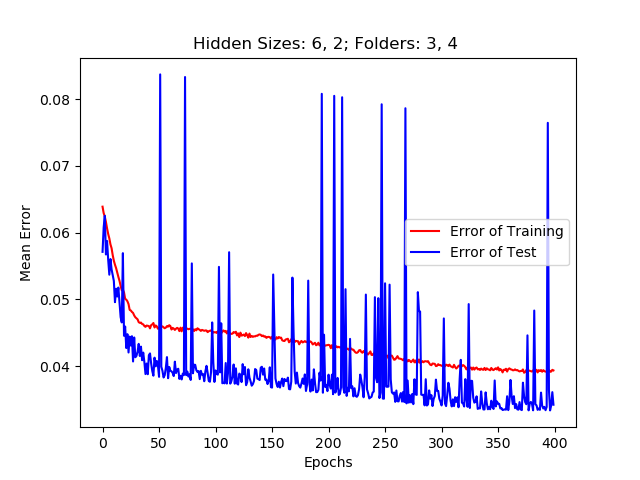 Hidden Sizes: 6, 2; Folders: 3, 4
Mean Error
0.08
0.07
0.06
0.05
0.04
Error of Training
Error of Test
0 50 100 150 200 250 300 350 400
Epochs